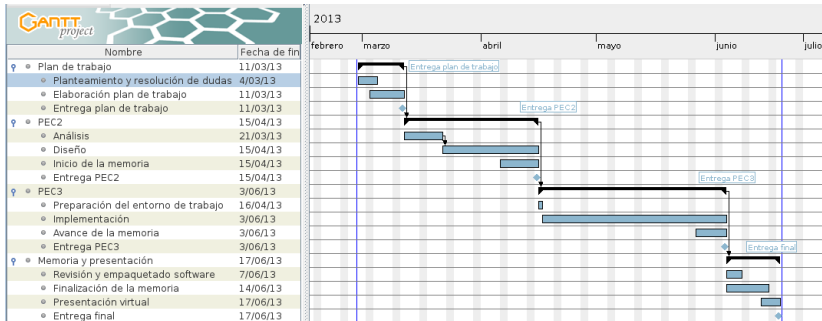 GANTT
project
2013
Nombre Fecha de fin
febrero marzo abril mayo junio julio
Plan de trabajo 11/03/13
Entrega plan de trabajo
Planteamiento y resolución de dudas 4/03/13
Elaboración plan de trabajo 11/03/13
Entrega plan de trabajo 11/03/13
Entrega PEC2
PEC2 15/04/13
Análisis 21/03/13
Diseño 15/04/13
Inicio de la memoria 15/04/13
Entrega PEC2 15/04/13
Entrega PEC3
PEC3 3/06/13
Preparación del entorno de trabajo 16/04/13
Implementación 3/06/13
Avance de la memoria 3/06/13
Entrega PEC3 3/06/13
Entrega final
Memoria y presentación 17/06/13
Revisión y empaquetado software 7/06/13
Finalización de la memoria 14/06/13
Presentación virtual 17/06/13
Entrega final 17/06/13